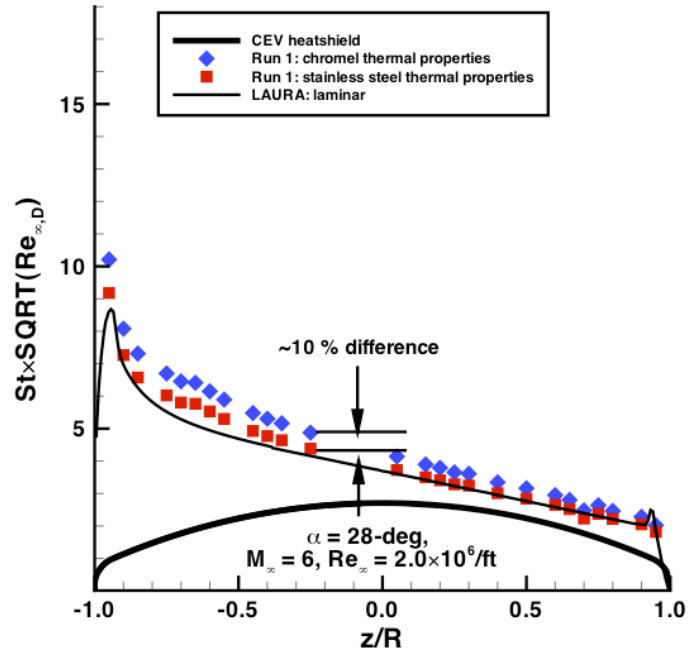 CEV heatshield
Run 1: chromel thermal properties
Run 1: stainless steel thermal properties
LAURA: laminar
St×SQRT(Re∞,D)
15
10
5
~10 % difference
α = 28-deg,
M∞ = 6, Re∞ = 2.0×10⁶/ft
-1.0 -0.5 0.0 0.5 1.0
z/R